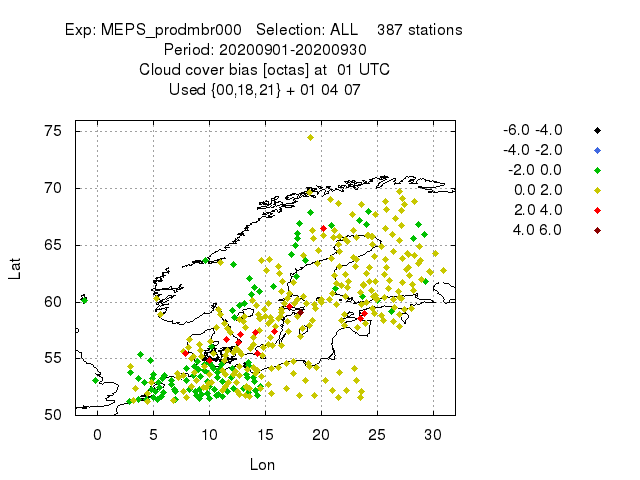 Exp: MEPS_prodmbr000   Selection: ALL    387 stations
Period: 20200901-20200930
Cloud cover bias [octas] at  01 UTC
Used {00,18,21} + 01 04 07
-6.0 -4.0
-4.0 -2.0
-2.0 0.0
0.0 2.0
2.0 4.0
4.0 6.0
75
70
65
60
55
50
Lat
0 5 10 15 20 25 30
Lon